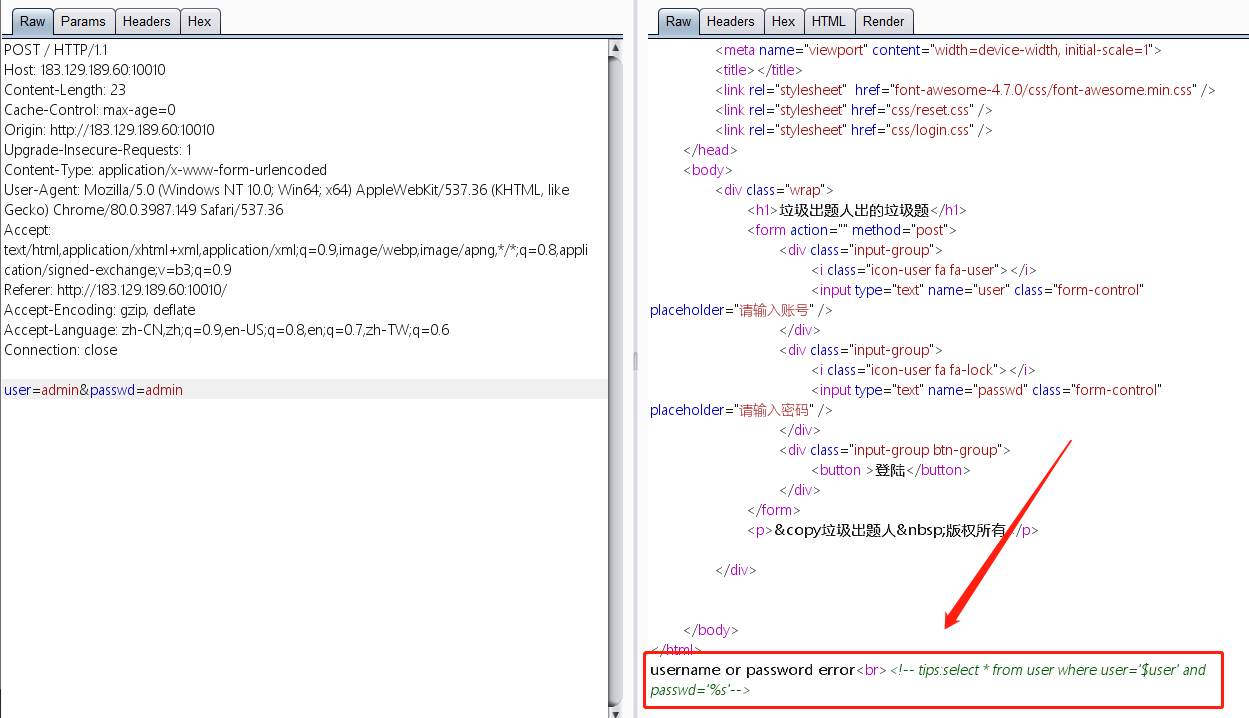 Raw Params Headers Hex
POST / HTTP/1.1
Host: 183.129.189.60:10010
Content-Length: 23
Cache-Control: max-age=0
Origin: http://183.129.189.60:10010
Upgrade-Insecure-Requests: 1
Content-Type: application/x-www-form-urlencoded
User-Agent: Mozilla/5.0 (Windows NT 10.0; Win64; x64) AppleWebKit/537.36 (KHTML, like
Gecko) Chrome/80.0.3987.149 Safari/537.36
Accept:
text/html,application/xhtml+xml,application/xml;q=0.9,image/webp,image/apng,*/*;q=0.8,appli
cation/signed-exchange;v=b3;q=0.9
Referer: http://183.129.189.60:10010/
Accept-Encoding: gzip, deflate
Accept-Language: zh-CN,zh;q=0.9,en-US;q=0.8,en;q=0.7,zh-TW;q=0.6
Connection: close
user=admin&passwd=admin
Raw Headers Hex HTML Render
<meta name="viewport" content="width=device-width, initial-scale=1">
<title></title>
<link rel="stylesheet" href="font-awesome-4.7.0/css/font-awesome.min.css" />
<link rel="stylesheet" href="css/reset.css" />
<link rel="stylesheet" href="css/login.css" />
</head>
<body>
<div class="wrap">
<h1>垃圾出题人出的垃圾题</h1>
<form action="" method="post">
<div class="input-group">
<i class="icon-user fa fa-user"></i>
<input type="text" name="user" class="form-control"
placeholder="请输入账号" />
</div>
<div class="input-group">
<i class="icon-user fa fa-lock"></i>
<input type="text" name="passwd" class="form-control"
placeholder="请输入密码" />
</div>
<div class="input-group btn-group">
<button >登陆</button>
</div>
</form>
<p>&copy垃圾出题人&nbsp;版权所有</p>
</div>
</body>
</html>
username or password error<br><!-- tips:select * from user where user='$user' and
passwd='%s'-->